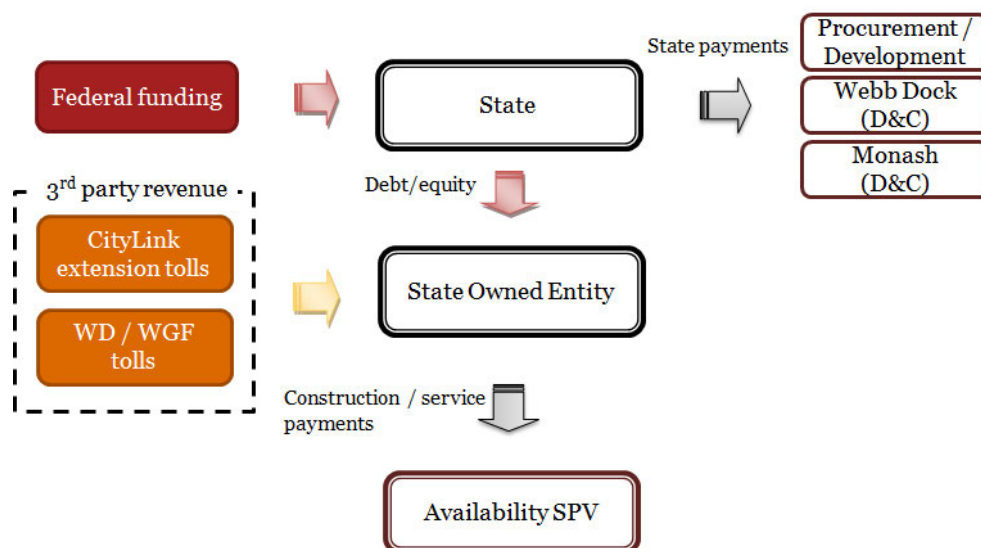 Procurement /
Development
State payments
Federal funding
State
Webb Dock
(D&C)
Monash
(D&C)
Debt/equity
3rd party revenue
CityLink
extension tolls
State Owned Entity
WD / WGF
tolls
Construction / service
payments
Availability SPV